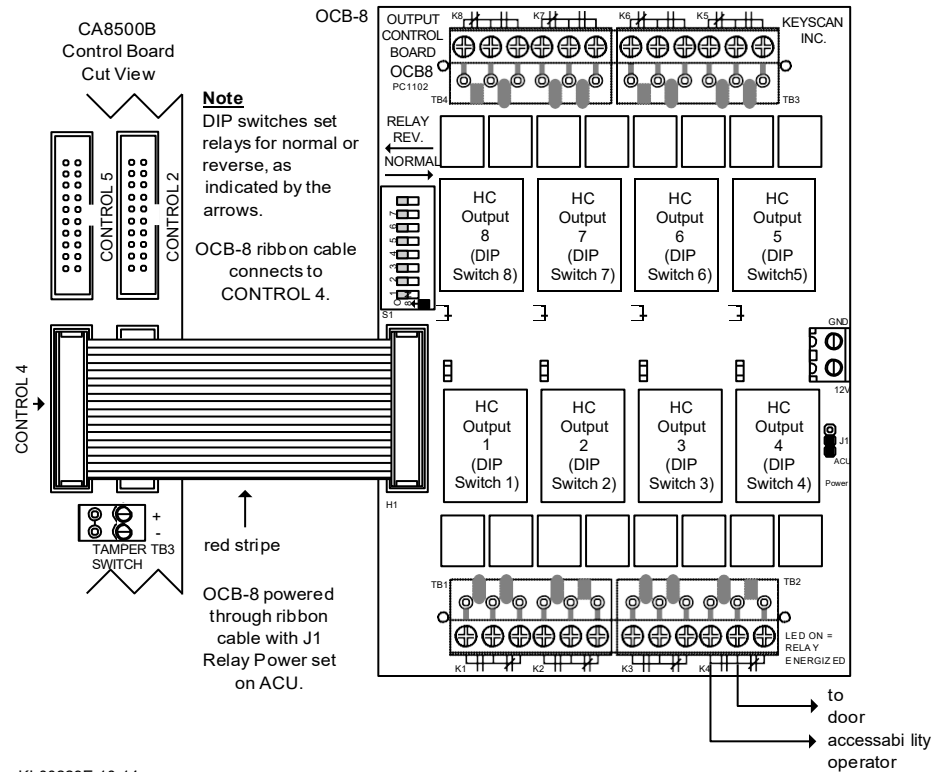 CA8500B
Control Board
Cut View
Note
DIP switches set
relays for normal or
reverse, as
indicated by the
arrows.
OCB-8 ribbon cable
connects to
CONTROL 4.
CONTROL 5
CONTROL 2
CONTROL 4
TAMPER TB3
SWITCH
+
-
red stripe
OCB-8 powered
through ribbon
cable with J1
Relay Power set
on ACU.
OCB-8
OUTPUT
CONTROL
BOARD
OCB8
PC1102
K8
K7
K6
K5
KEYSCAN
INC.
TB4
TB3
RELAY
REV.
NORMAL
HC
Output
8
(DIP
Switch 8)
HC
Output
7
(DIP
Switch 7)
HC
Output
6
(DIP
Switch 6)
HC
Output
5
(DIP
Switch5)
7
6
5
4
3
2
1
S1
GND
12V
J1
ACU
Power
HC
Output
1
(DIP
Switch 1)
HC
Output
2
(DIP
Switch 2)
HC
Output
3
(DIP
Switch 3)
HC
Output
4
(DIP
Switch 4)
H1
TB1
TB2
K1
K2
K3
K4
LED ON =
RELAY
ENERGIZED
to
door
accessabi lity
operator